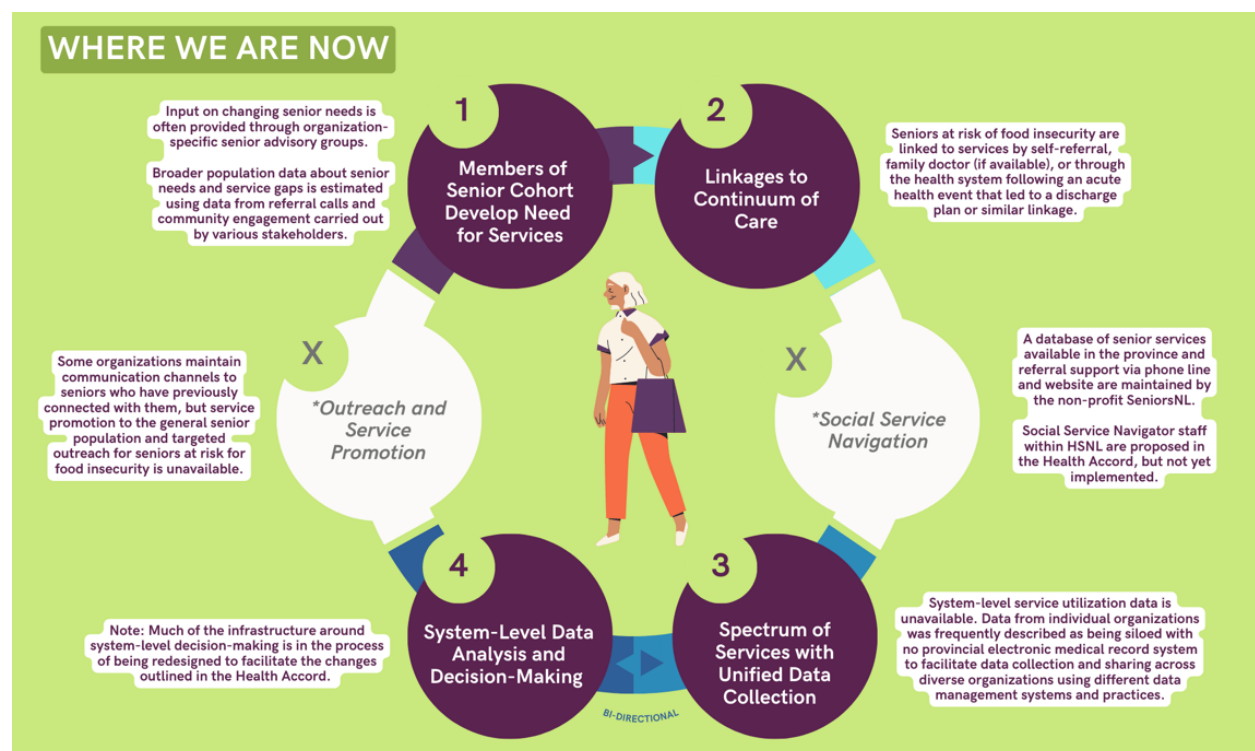 WHERE WE ARE NOW
Input on changing senior needs is
often provided through organization-
specific senior advisory groups.
Broader population data about senior
needs and service gaps is estimated
using data from referral calls and
community engagement carried out
by various stakeholders.
1
Members of
Senior Cohort
Develop Need
for Services
2
Linkages to
Continuum of
Care
Seniors at risk of food insecurity are
linked to services by self-referral,
family doctor (if available), or through
the health system following an acute
health event that led to a discharge
plan or similar linkage.
Some organizations maintain
communication channels to
seniors who have previously
connected with them, but service
promotion to the general senior
population and targeted
outreach for seniors at risk for
food insecurity is unavailable.
X
*Outreach and
Service
Promotion
X
*Social Service
Navigation
A database of senior services
available in the province and
referral support via phone line
and website are maintained by
the non-profit SeniorsNL.
Social Service Navigator staff
within HSNL are proposed in
the Health Accord, but not yet
implemented.
Note: Much of the infrastructure around
system-level decision-making is in the process
of being redesigned to facilitate the changes
outlined in the Health Accord.
4
System-Level Data
Analysis and
Decision-Making
BI-DIRECTIONAL
3
Spectrum of
Services with
Unified Data
Collection
System-level service utilization data is
unavailable. Data from individual organizations
was frequently described as being siloed with
no provincial electronic medical record system
to facilitate data collection and sharing across
diverse organizations using different data
management systems and practices.